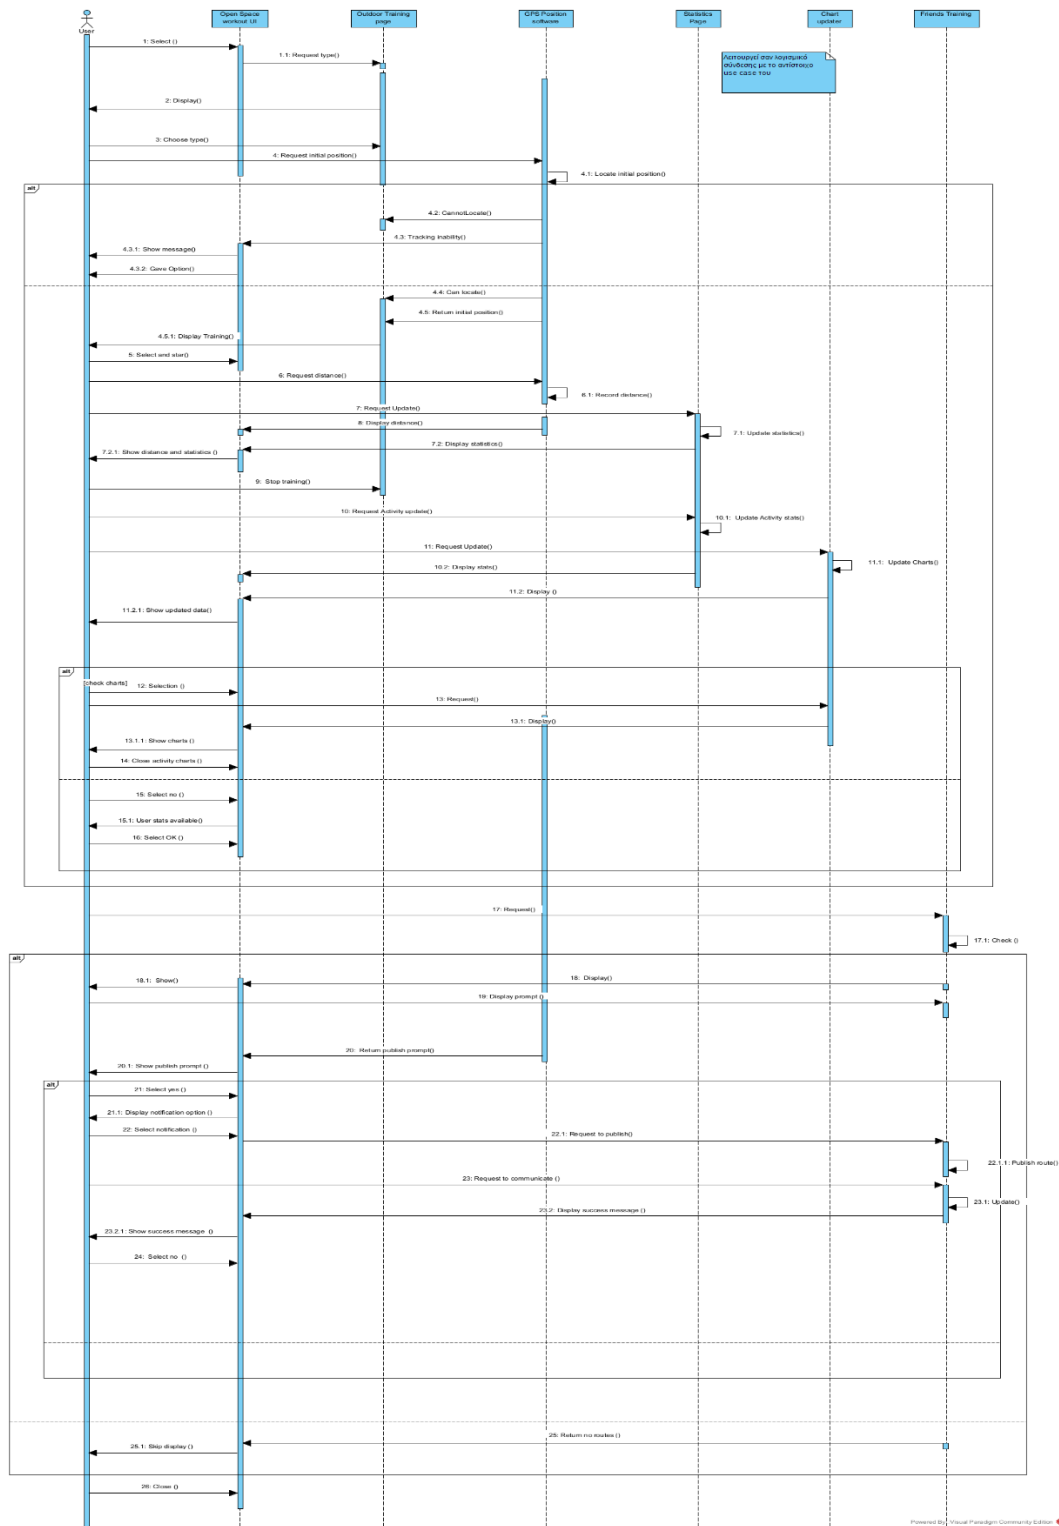 User
Open Space
workout UI
Outdoor Training
page
GPS Position
software
Statistics
Page
Chart
updater
Friends Training
Λειτουργεί σαν λογισμικό
σύνδεσης με το αντίστοιχο
use case του
1: Select ()
1.1: Request type()
2: Display()
3: Choose type()
4: Request initial position()
4.1: Locate initial position()
alt
4.2: CannotLocate()
4.3: Tracking Inability()
4.3.1: Show message()
4.3.2: Gave Option()
4.4: Can locate()
4.5: Return initial position()
4.5.1: Display Training()
5: Select and start()
6: Request distance()
6.1: Record distance()
7: Request Update()
8: Display distance()
7.1: Update statistics()
7.2: Display statistics()
7.2.1: Show distance and statistics ()
9: Stop training()
10: Request Activity update()
10.1: Update Activity stats()
11: Request Update()
11.1: Update Charts()
10.2: Display stats()
11.2: Display ()
11.2.1: Show updated data()
alt
[check charts]
12: Selection ()
13: Request()
13.1: Display()
13.1.1: Show charts ()
14: Close activity charts ()
15: Select no ()
15.1: User stats available()
16: Select OK ()
17: Request()
17.1: Check ()
alt
18: Display()
18.1: Show()
19: Display prompt ()
20: Return publish prompt()
20.1: Show publish prompt ()
alt
21: Select yes ()
21.1: Display notification option ()
22: Select notification ()
22.1: Request to publish()
22.1.1: Publish route()
23: Request to communicate ()
23.1: Update()
23.2: Display success message ()
23.2.1: Show success message ()
24: Select no ()
25: Return no routes ()
25.1: Skip display ()
26: Close ()
Powered By Visual Paradigm Community Edition